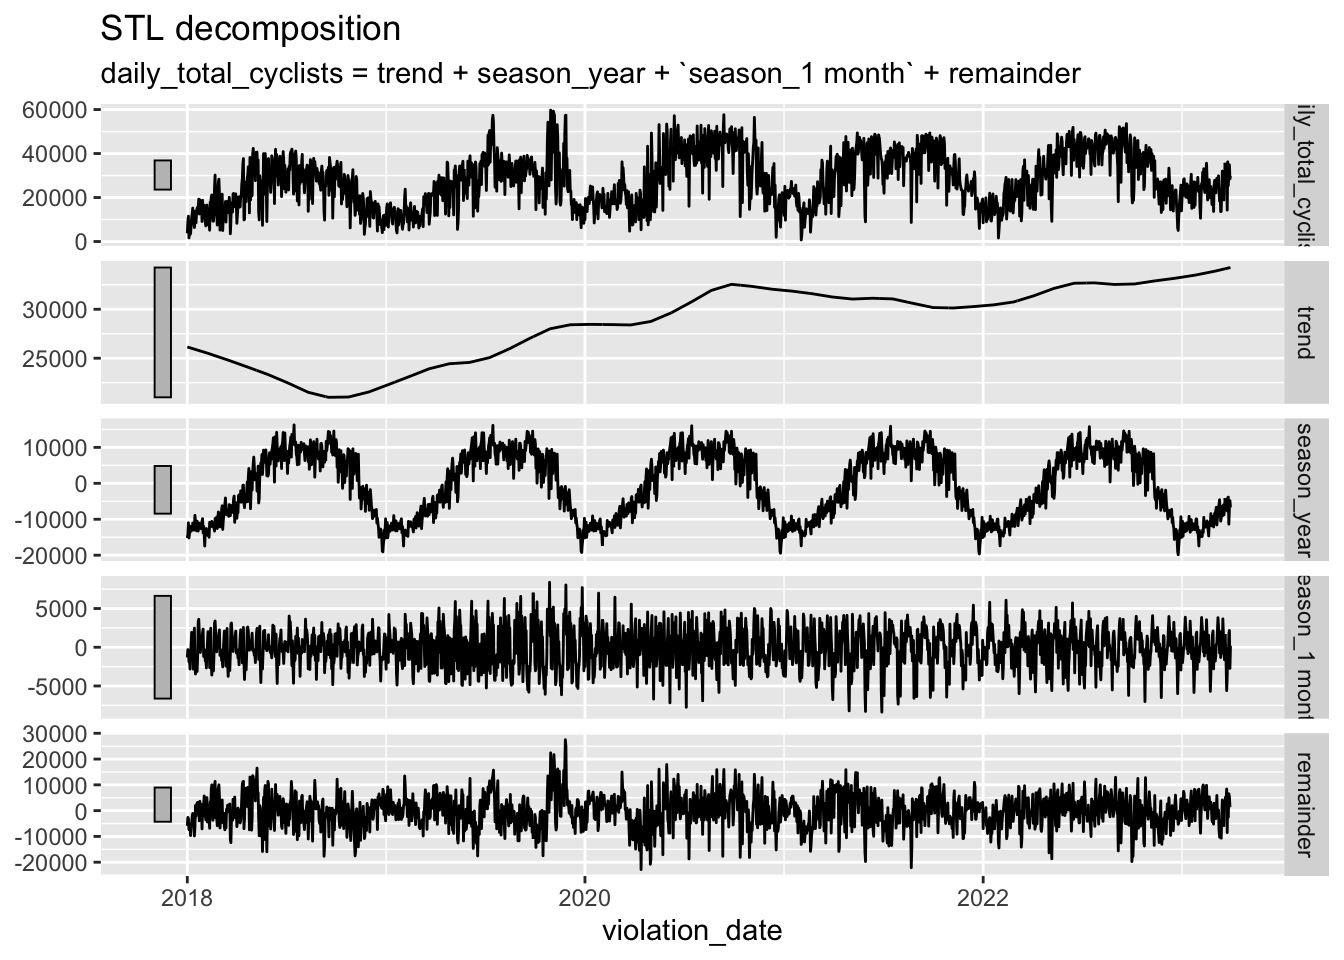 STL decomposition
daily_total_cyclists = trend + season_year + `season_1 month` + remainder
60000
40000
20000
0
ily_total_cyclis
30000
25000
trend
10000
0
-10000
-20000
season_year
5000
0
-5000
eason_1 mont
30000
20000
10000
0
-10000
-20000
remainder
2018
2020
2022
violation_date